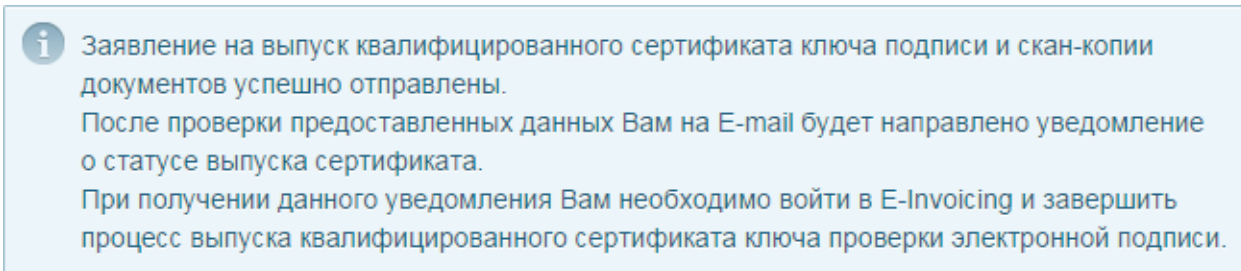 Заявление на выпуск квалифицированного сертификата ключа подписи и скан-копии
документов успешно отправлены.
После проверки предоставленных данных Вам на E-mail будет направлено уведомление
о статусе выпуска сертификата.
При получении данного уведомления Вам необходимо войти в E-Invoicing и завершить
процесс выпуска квалифицированного сертификата ключа проверки электронной подписи.